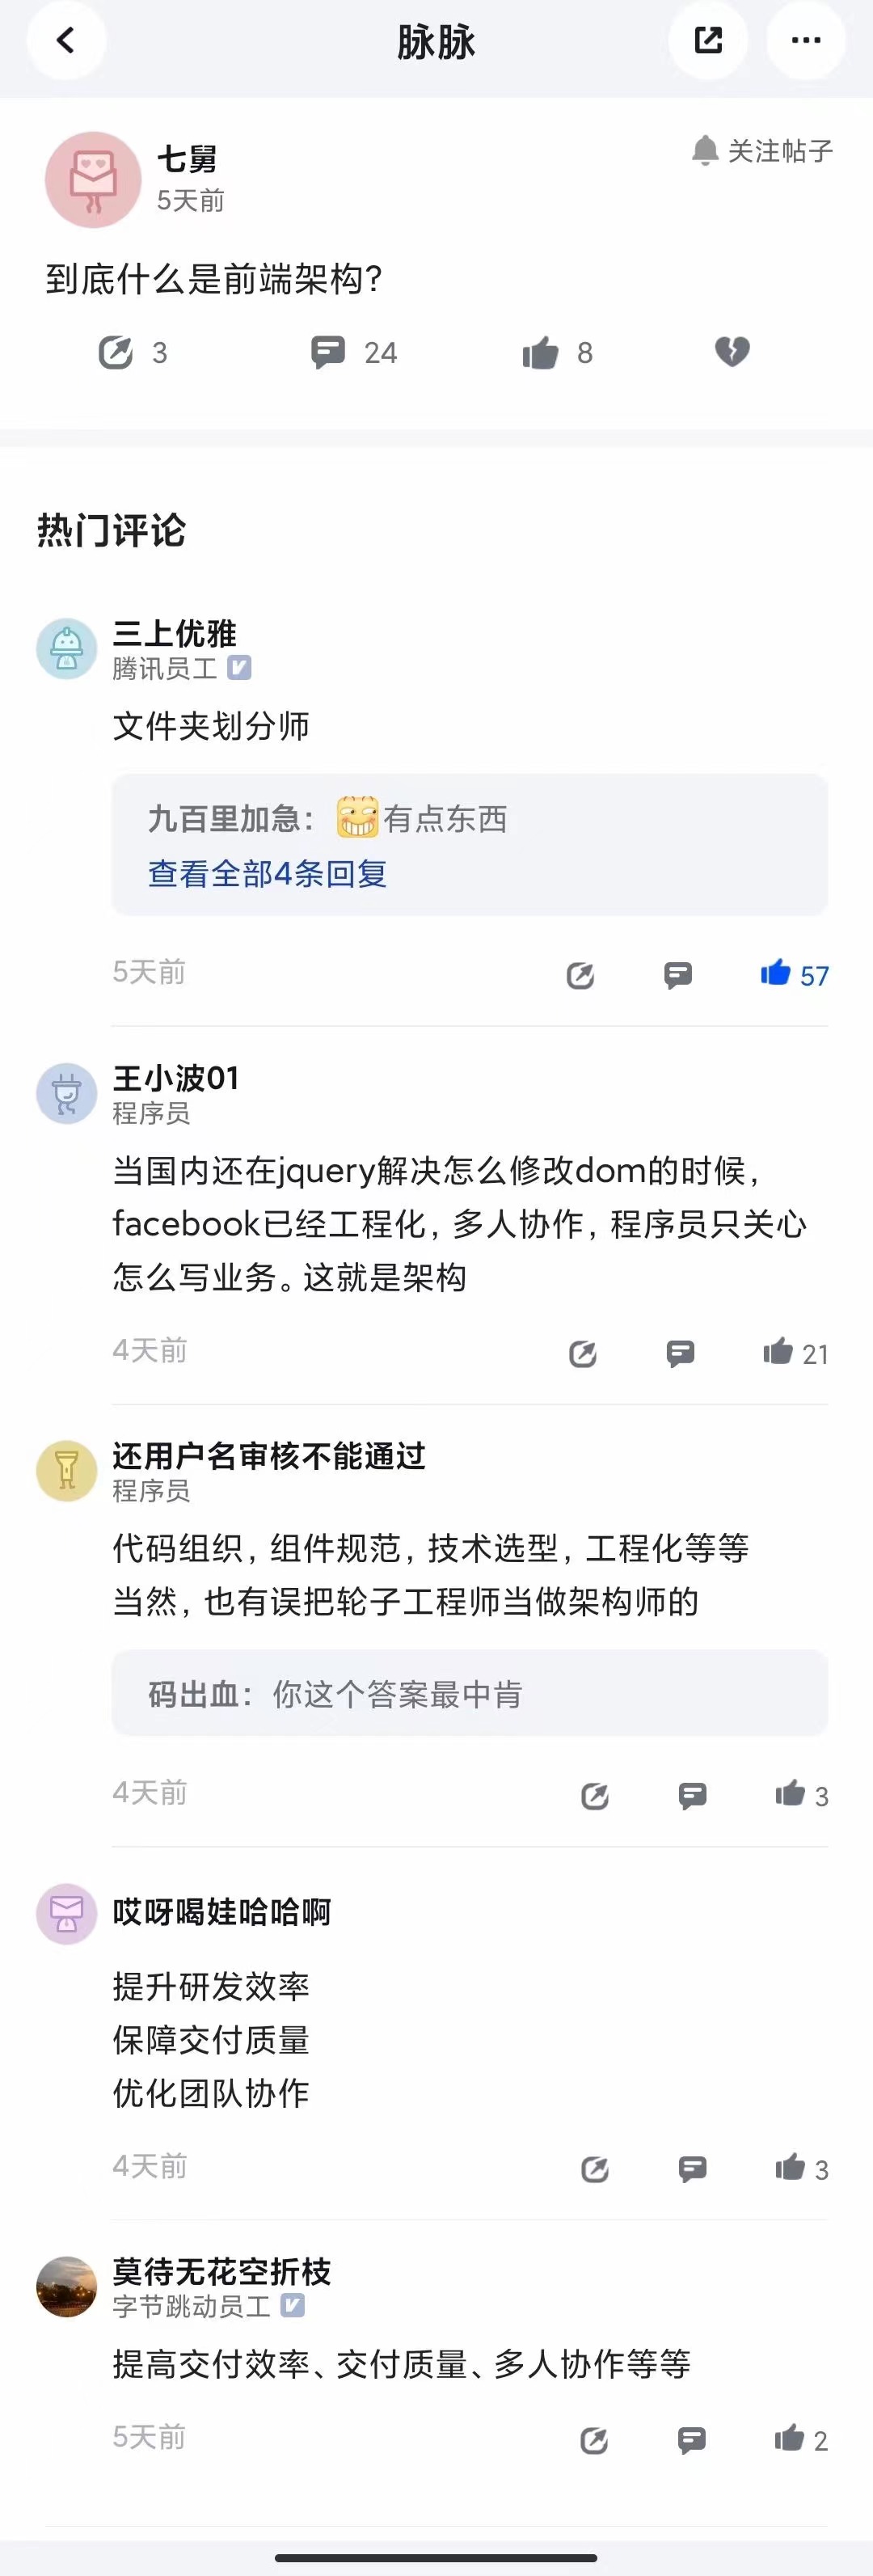 脉脉
七舅
关注帖子
5天前
到底什么是前端架构?
3
24
8
热门评论
三上优雅
腾讯员工
文件夹划分师
九百里加急：有点东西
查看全部4条回复
5天前
57
王小波01
程序员
当国内还在jquery解决怎么修改dom的时候，
facebook已经工程化，多人协作，程序员只关心
怎么写业务。这就是架构
4天前
21
还用户名审核不能通过
程序员
代码组织，组件规范，技术选型，工程化等等
当然，也有误把轮子工程师当做架构师的
码出血：你这个答案最中肯
4天前
3
哎呀喝娃哈哈啊
提升研发效率
保障交付质量
优化团队协作
4天前
3
莫待无花空折枝
字节跳动员工
提高交付效率、交付质量、多人协作等等
5天前
2